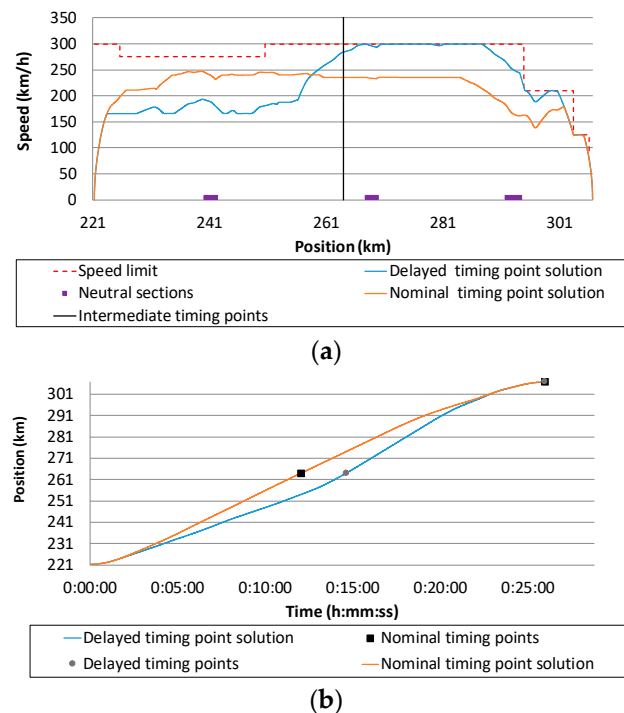 350
300
250
200
150
100
50
0
Speed (km/h)
221 241 261 281 301
Position (km)
Speed limit
Delayed timing point solution
Neutral sections
Nominal timing point solution
Intermediate timing points
(a)
301
291
281
271
261
251
241
231
221
Position (km)
0:00:00 0:05:00 0:10:00 0:15:00 0:20:00 0:25:00
Time (h:mm:ss)
Delayed timing point solution
Nominal timing points
Delayed timing points
Nominal timing point solution
(b)